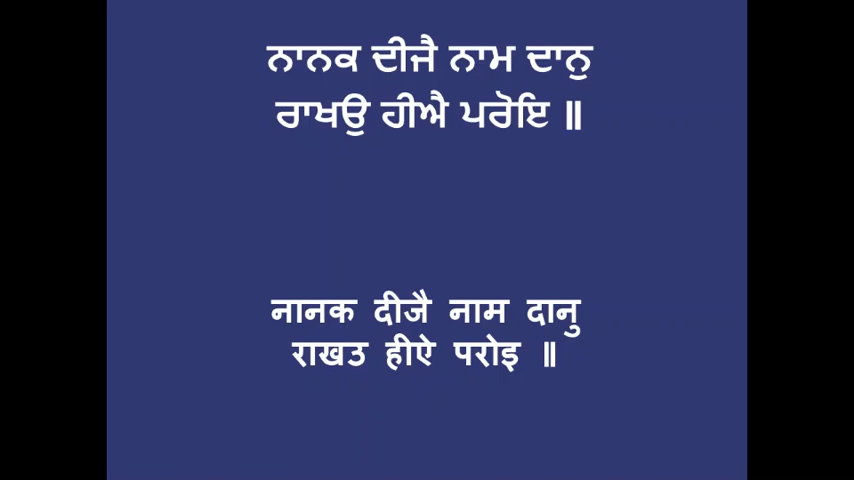 ਨਾਨਕ ਦੀਜੈ ਨਾਮ ਦਾਨੁ
ਰਾਖਉ ਹੀਐ ਪਰੋਇ ॥
नानक दीजै नाम दानु
राखउ हीऐ परोइ ॥